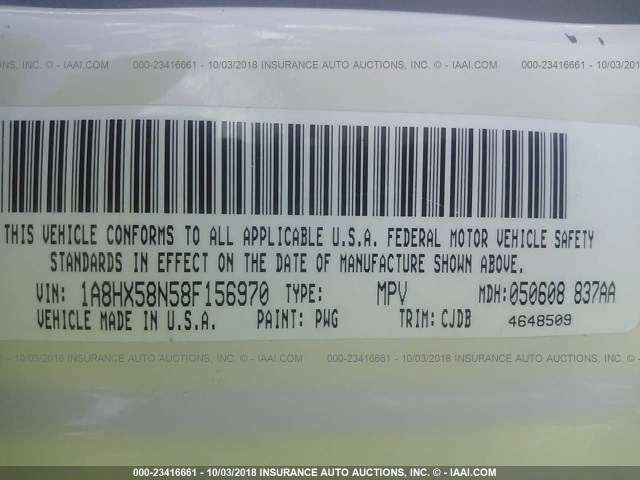 000-23416661 - 10/03/2018 INSURANCE AUTO AUCTIONS, INC. © - IAAI.COM
THIS VEHICLE CONFORMS TO ALL APPLICABLE U.S.A. FEDERAL MOTOR VEHICLE SAFETY
STANDARDS IN EFFECT ON THE DATE OF MANUFACTURE SHOWN ABOVE.
VIN: 1A8HX58N58F156970 TYPE: MPV MDH:050608 837AA
VEHICLE MADE IN U.S.A. PAINT: PWG TRIM: CJDB 4648509
000-23416661 - 10/03/2018 INSURANCE AUTO AUCTIONS, INC. © - IAAI.COM
000-23416661 - 10/03/2018 INSURANCE AUTO AUCTIONS, INC. © - IAAI.COM